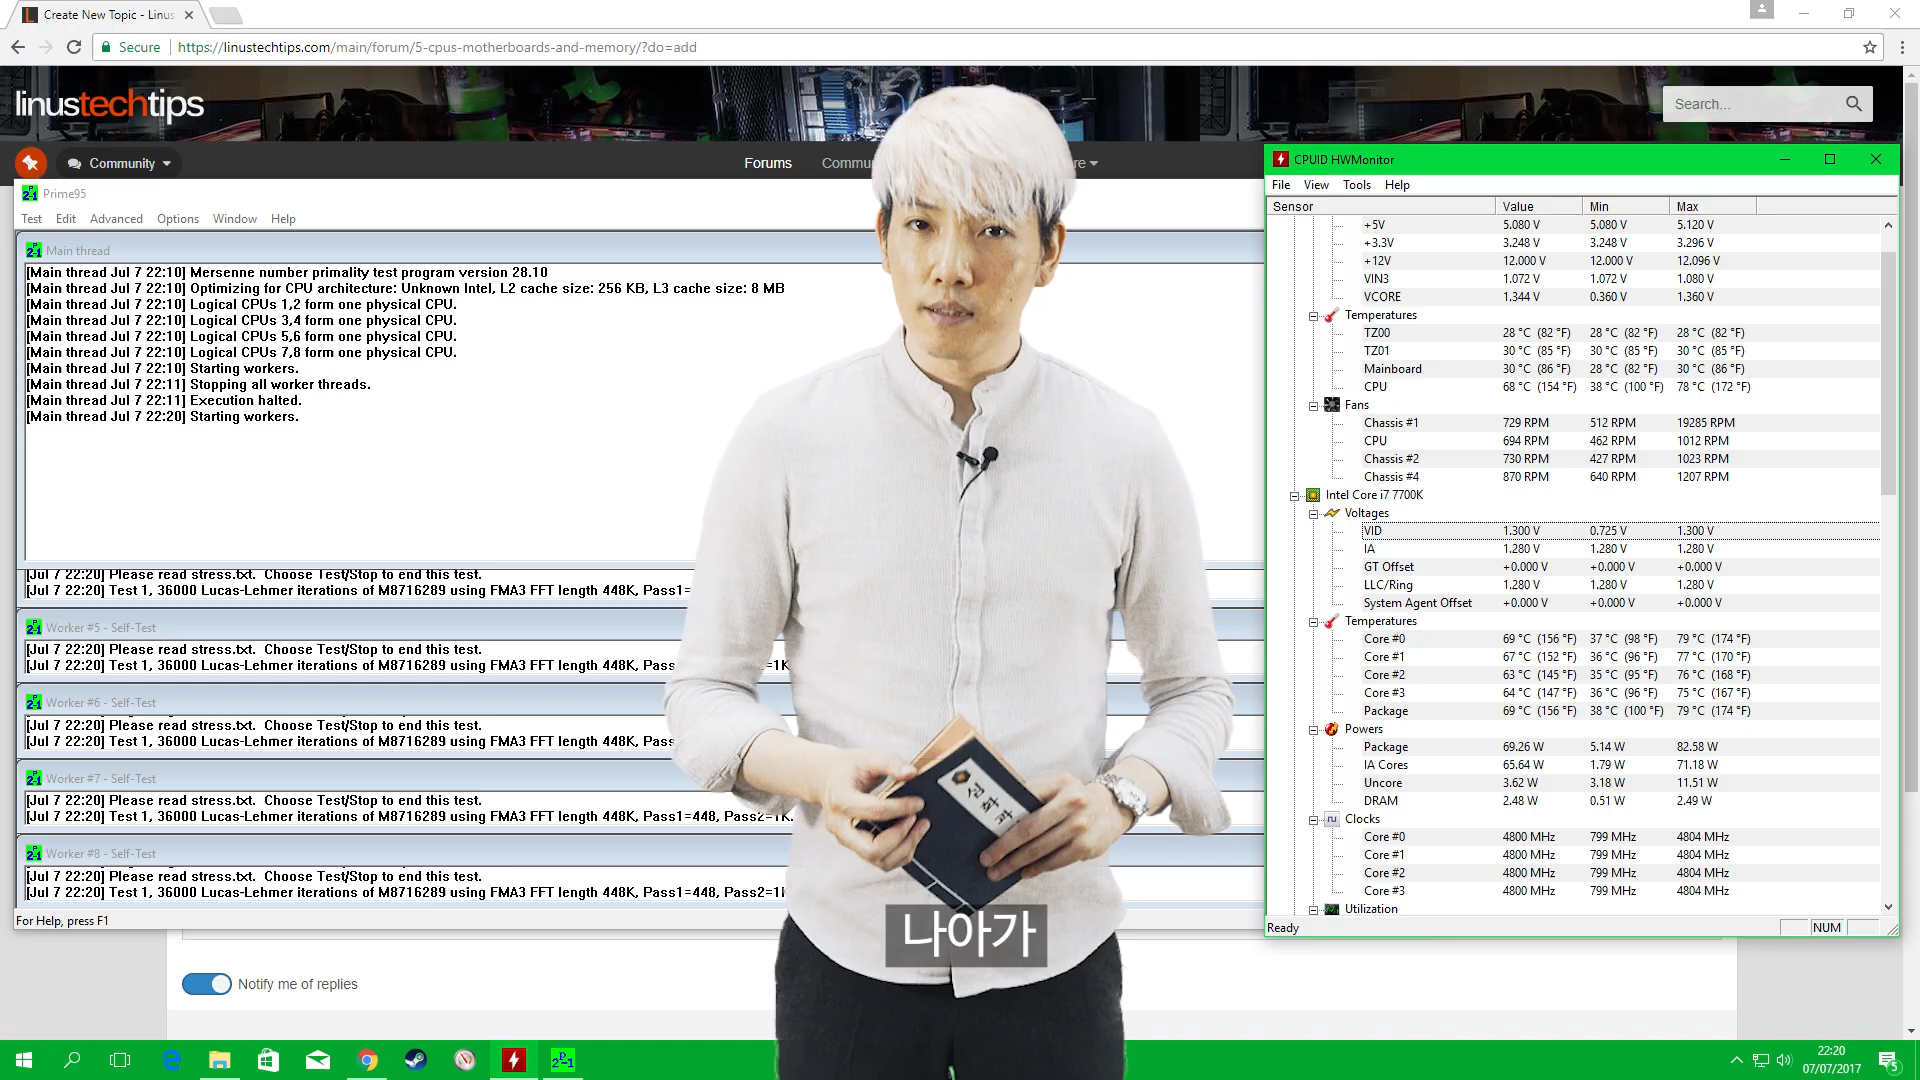 Create New Topic - Linus
Secure
https://linustechtips.com/main/forum/5-cpus-motherboards-and-memory/?do=add
linustechtips
Search...
Community
Forums
Commu
re
Prime95
Test Edit Advanced Options Window Help
Main thread
[Main thread Jul 7 22:10] Mersenne number primality test program version 28.10
[Main thread Jul 7 22:10] Optimizing for CPU architecture: Unknown Intel, L2 cache size: 256 KB, L3 cache size: 8 MB
[Main thread Jul 7 22:10] Logical CPUs 1,2 form one physical CPU.
[Main thread Jul 7 22:10] Logical CPUs 3,4 form one physical CPU.
[Main thread Jul 7 22:10] Logical CPUs 5,6 form one physical CPU.
[Main thread Jul 7 22:10] Logical CPUs 7,8 form one physical CPU.
[Main thread Jul 7 22:10] Starting workers.
[Main thread Jul 7 22:11] Stopping all worker threads.
[Main thread Jul 7 22:11] Execution halted.
[Main thread Jul 7 22:20] Starting workers.
[Jul 7 22:20] Please read stress.txt.  Choose Test/Stop to end this test.
[Jul 7 22:20] Test 1, 36000 Lucas-Lehmer iterations of M8716289 using FMA3 FFT length 448K, Pass1=
Worker #5 - Self-Test
[Jul 7 22:20] Please read stress.txt.  Choose Test/Stop to end this test.
[Jul 7 22:20] Test 1, 36000 Lucas-Lehmer iterations of M8716289 using FMA3 FFT length 448K, Pass1 2=1K
Worker #6 - Self-Test
[Jul 7 22:20] Please read stress.txt.  Choose Test/Stop to end this test.
[Jul 7 22:20] Test 1, 36000 Lucas-Lehmer iterations of M8716289 using FMA3 FFT length 448K, Pass
Worker #7 - Self-Test
[Jul 7 22:20] Please read stress.txt.  Choose Test/Stop to end this test.
[Jul 7 22:20] Test 1, 36000 Lucas-Lehmer iterations of M8716289 using FMA3 FFT length 448K, Pass1=448, Pass2=1K.
Worker #8 - Self-Test
[Jul 7 22:20] Please read stress.txt.  Choose Test/Stop to end this test.
[Jul 7 22:20] Test 1, 36000 Lucas-Lehmer iterations of M8716289 using FMA3 FFT length 448K, Pass1=448, Pass2=1K
For Help, press F1
CPUID HWMonitor
File View Tools Help
Sensor Value Min Max
+5V 5.080 V 5.080 V 5.120 V
+3.3V 3.248 V 3.248 V 3.296 V
+12V 12.000 V 12.000 V 12.096 V
VIN3 1.072 V 1.072 V 1.080 V
VCORE 1.344 V 0.360 V 1.360 V
Temperatures
TZ00 28 °C (82 °F) 28 °C (82 °F) 28 °C (82 °F)
TZ01 30 °C (85 °F) 30 °C (85 °F) 30 °C (85 °F)
Mainboard 30 °C (86 °F) 28 °C (82 °F) 30 °C (86 °F)
CPU 68 °C (154 °F) 38 °C (100 °F) 78 °C (172 °F)
Fans
Chassis #1 729 RPM 512 RPM 19285 RPM
CPU 694 RPM 462 RPM 1012 RPM
Chassis #2 730 RPM 427 RPM 1023 RPM
Chassis #4 870 RPM 640 RPM 1207 RPM
Intel Core i7 7700K
Voltages
VID 1.300 V 0.725 V 1.300 V
IA 1.280 V 1.280 V 1.280 V
GT Offset +0.000 V +0.000 V +0.000 V
LLC/Ring 1.280 V 1.280 V 1.280 V
System Agent Offset +0.000 V +0.000 V +0.000 V
Temperatures
Core #0 69 °C (156 °F) 37 °C (98 °F) 79 °C (174 °F)
Core #1 67 °C (152 °F) 36 °C (96 °F) 77 °C (170 °F)
Core #2 63 °C (145 °F) 35 °C (95 °F) 76 °C (168 °F)
Core #3 64 °C (147 °F) 36 °C (96 °F) 75 °C (167 °F)
Package 69 °C (156 °F) 38 °C (100 °F) 79 °C (174 °F)
Powers
Package 69.26 W 5.14 W 82.58 W
IA Cores 65.64 W 1.79 W 71.18 W
Uncore 3.62 W 3.18 W 11.51 W
DRAM 2.48 W 0.51 W 2.49 W
Clocks
Core #0 4800 MHz 799 MHz 4804 MHz
Core #1 4800 MHz 799 MHz 4804 MHz
Core #2 4800 MHz 799 MHz 4804 MHz
Core #3 4800 MHz 799 MHz 4804 MHz
Utilization
Ready NUM
심화과
나아가
Notify me of replies
22:20
07/07/2017
5